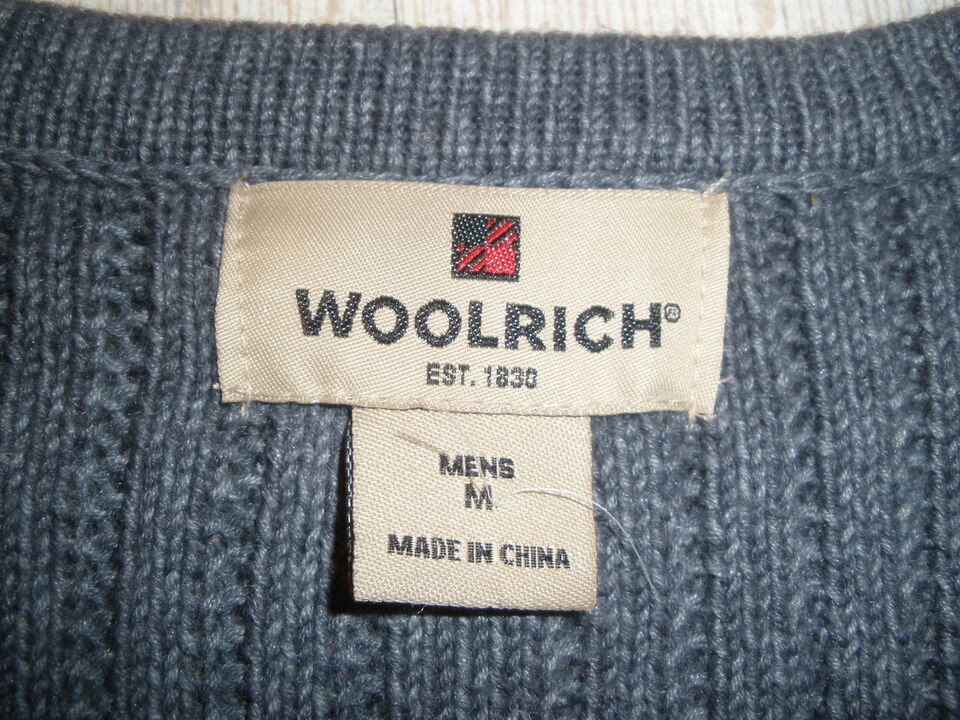 WOOLRICH®
EST. 1830
MENS
M
MADE IN CHINA